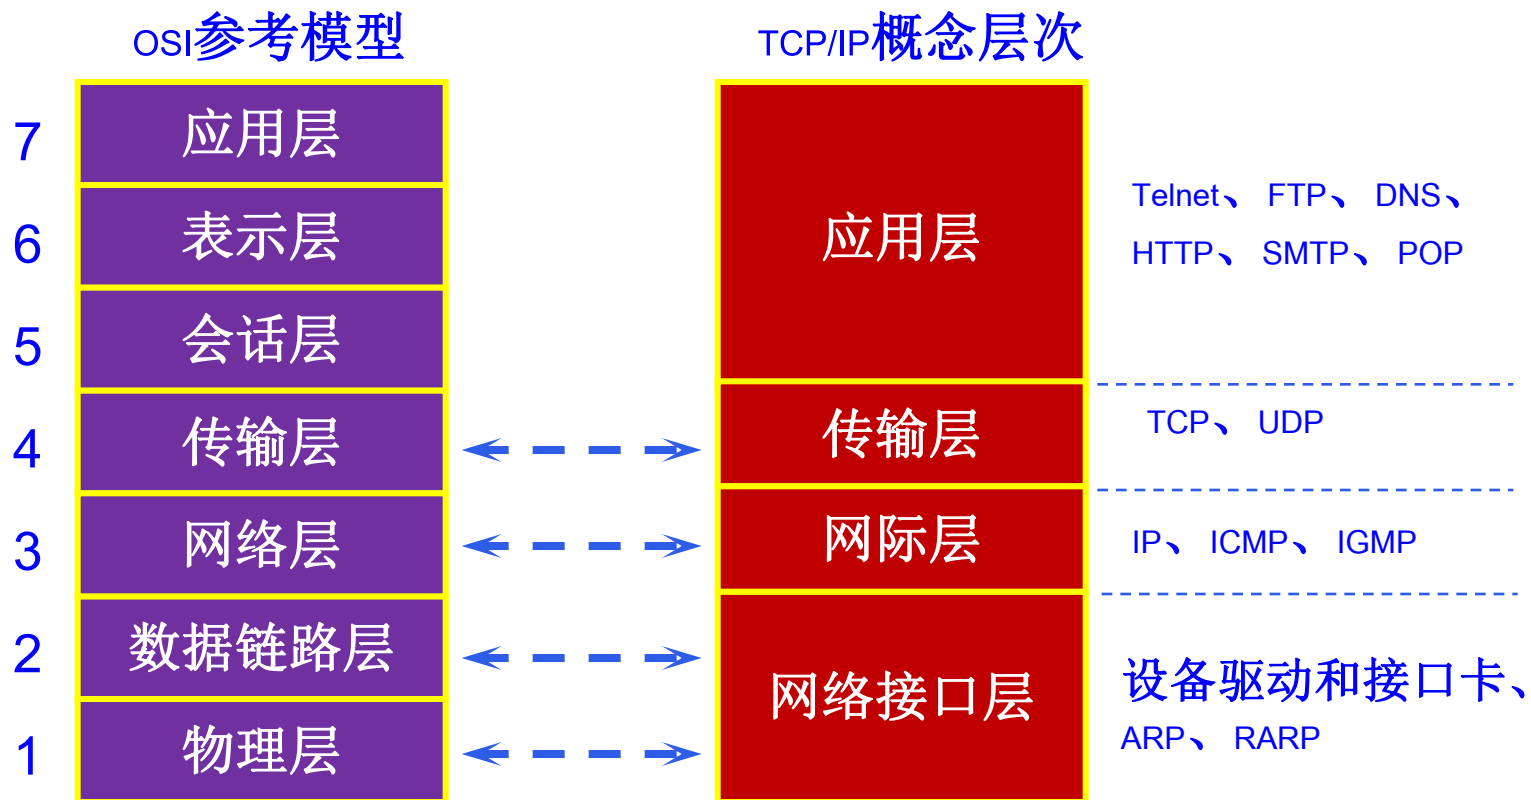 OSI参考模型
TCP/IP概念层次
7
应用层
6
表示层
5
会话层
4
传输层
3
网络层
2
数据链路层
1
物理层
应用层
传输层
网际层
网络接口层
Telnet、 FTP、 DNS、
HTTP、 SMTP、 POP
TCP、 UDP
IP、 ICMP、 IGMP
设备驱动和接口卡、
ARP、 RARP